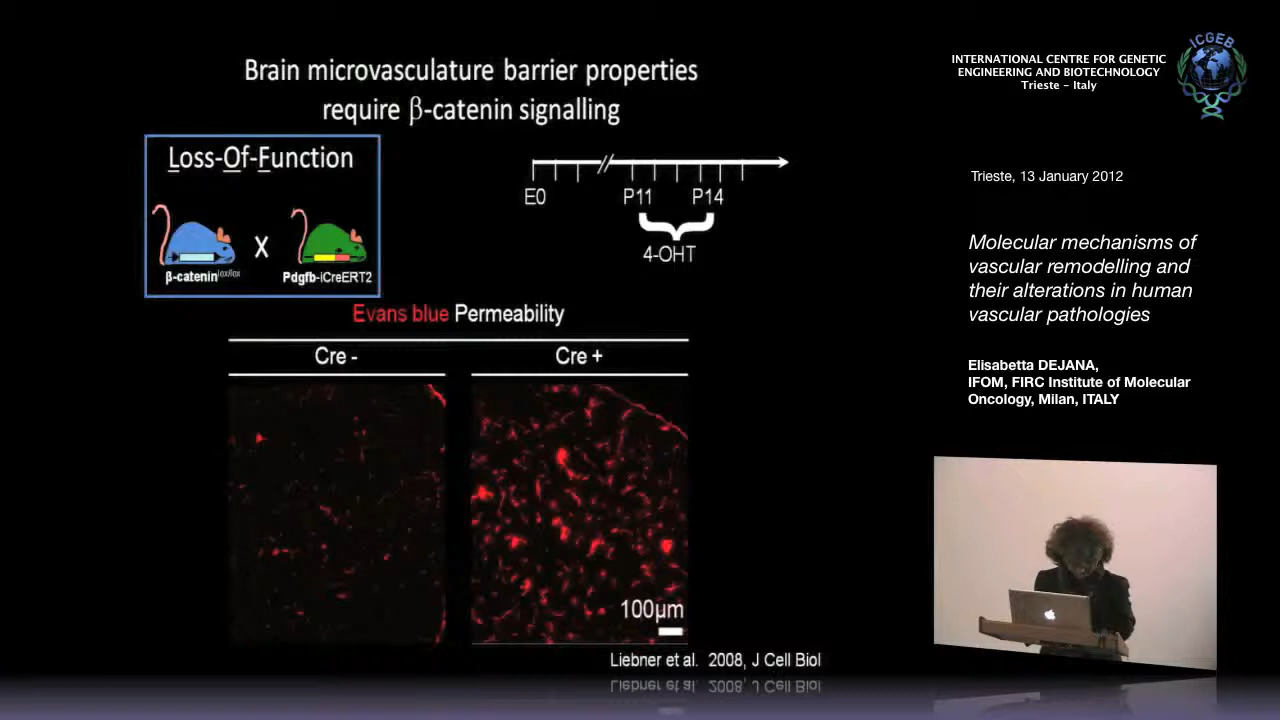 Brain microvasculature barrier properties
require β-catenin signalling
Loss-Of-Function
X
β-catenin lox/lox
Pdgfb-iCreERT2
E0
P11
P14
4-OHT
Evans blue Permeability
Cre -
Cre +
100µm
Liebner et al. 2008, J Cell Biol
INTERNATIONAL CENTRE FOR GENETIC
ENGINEERING AND BIOTECHNOLOGY
Trieste - Italy
ICGEB
Trieste, 13 January 2012
Molecular mechanisms of
vascular remodelling and
their alterations in human
vascular pathologies
Elisabetta DEJANA,
IFOM, FIRC Institute of Molecular
Oncology, Milan, ITALY